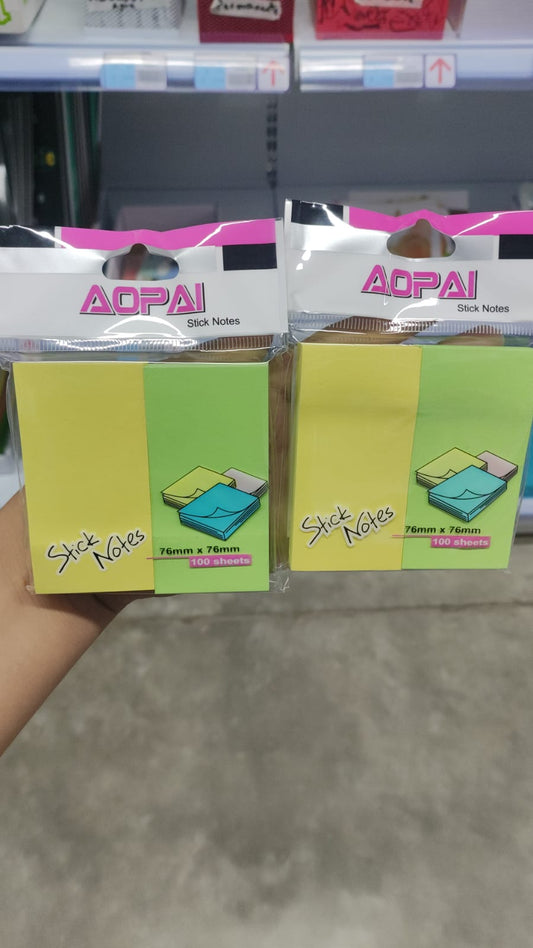 AOPAI
Stick Notes
Stick
Notes
76mm x 76mm
100 sheets
AOPAI
Stick Notes
Stick
Notes
76mm x 76mm
100 sheets